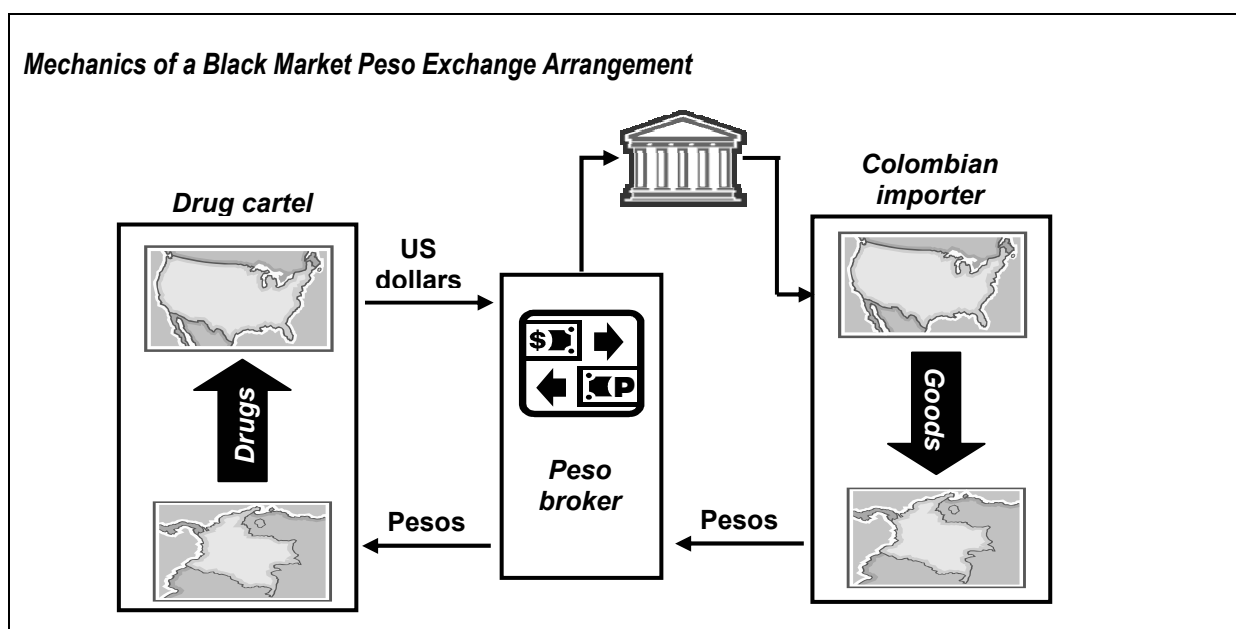 Mechanics of a Black Market Peso Exchange Arrangement
Drug cartel
Colombian
importer
US
dollars
$
P
Drugs
Goods
Peso
broker
Pesos
Pesos